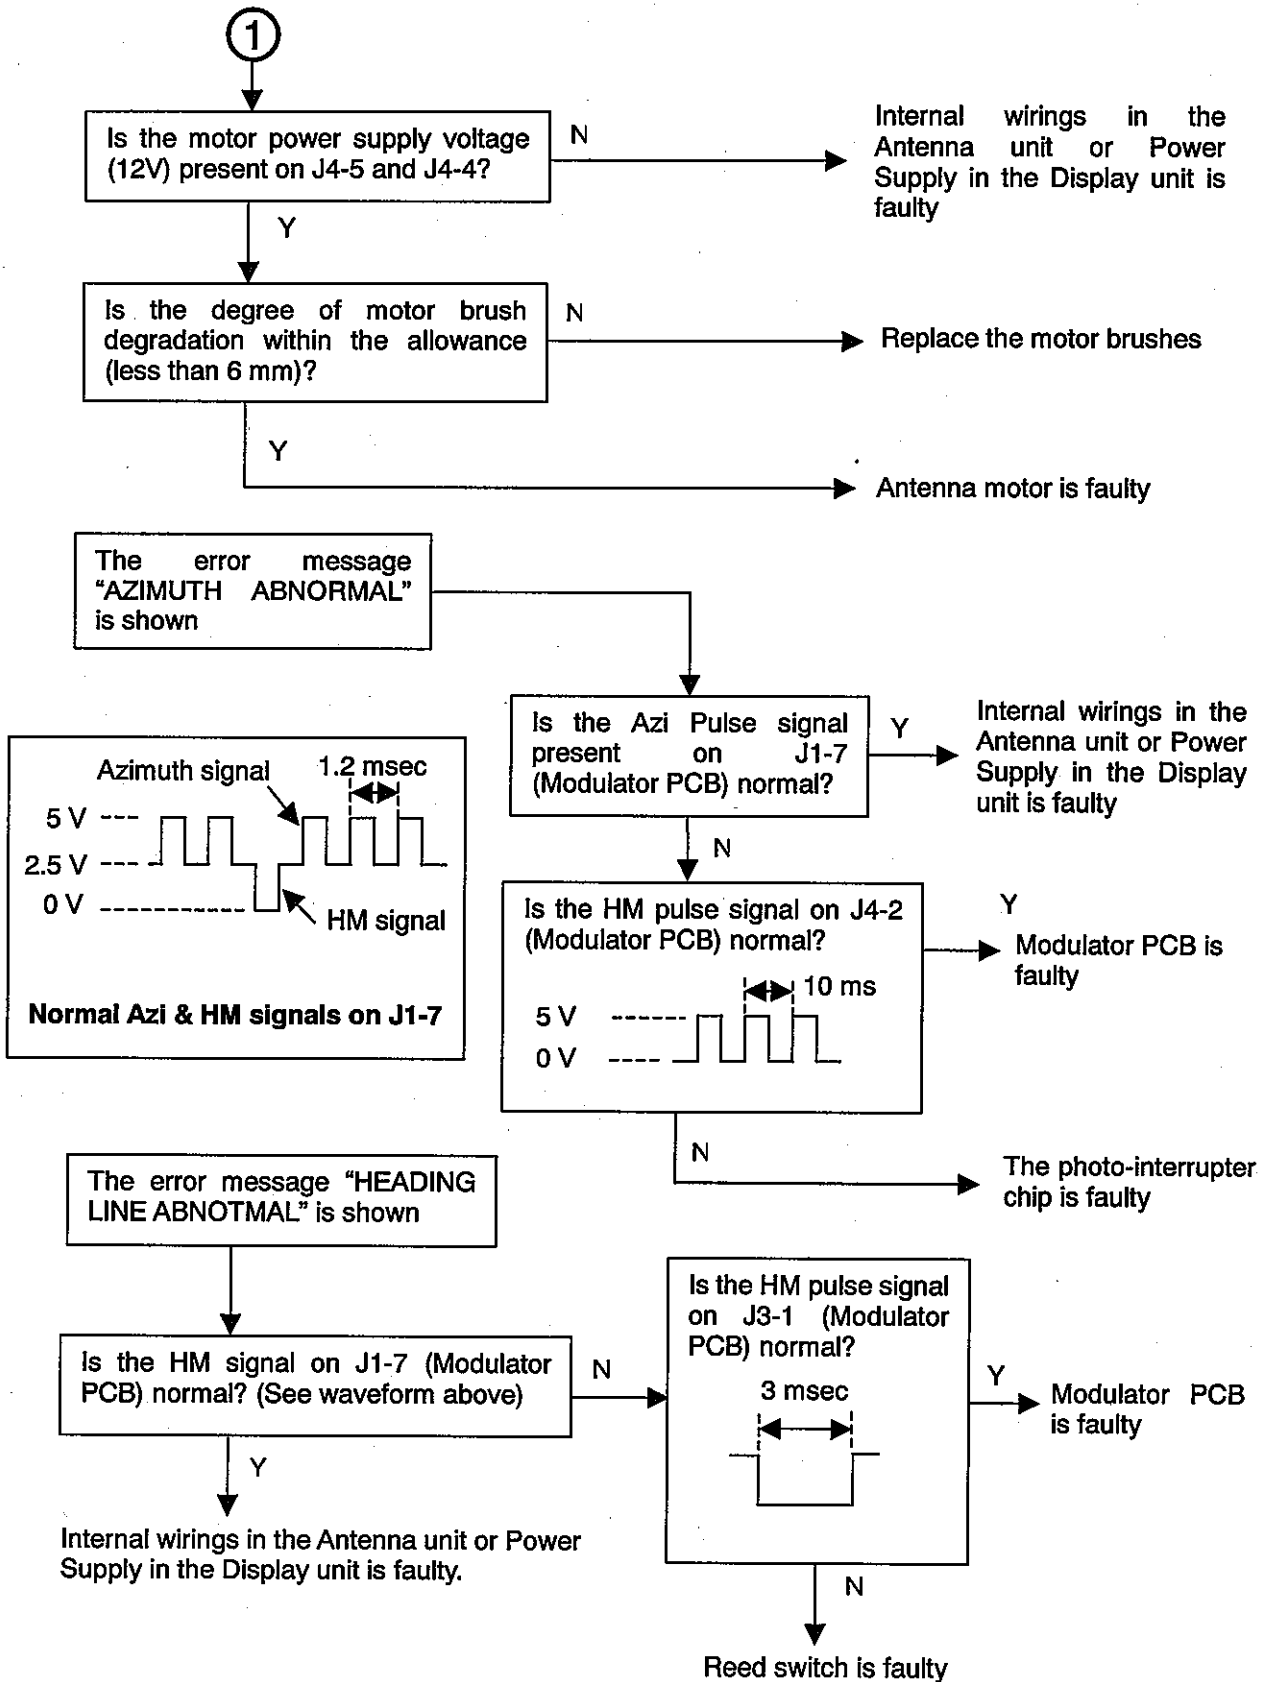 1
Is the motor power supply voltage
(12V) present on J4-5 and J4-4?
N
Internal wirings in the
Antenna unit or Power
Supply in the Display unit is
faulty
Y
Is the degree of motor brush
degradation within the allowance
(less than 6 mm)?
N
Replace the motor brushes
Y
Antenna motor is faulty
The error message
“AZIMUTH ABNORMAL”
is shown
Is the Azi Pulse signal
present on J1-7
(Modulator PCB) normal?
Y
Internal wirings in the
Antenna unit or Power
Supply in the Display
unit is faulty
N
Azimuth signal
1.2 msec
5 V
2.5 V
0 V
HM signal
Normal Azi & HM signals on J1-7
Is the HM pulse signal on J4-2
(Modulator PCB) normal?
10 ms
5 V
0 V
Y
Modulator PCB is
faulty
N
The photo-interrupter
chip is faulty
The error message “HEADING
LINE ABNOTMAL” is shown
Is the HM signal on J1-7 (Modulator
PCB) normal? (See waveform above)
N
Is the HM pulse signal
on J3-1 (Modulator
PCB) normal?
3 msec
Y
Modulator PCB
is faulty
Y
Internal wirings in the Antenna unit or Power
Supply in the Display unit is faulty.
N
Reed switch is faulty